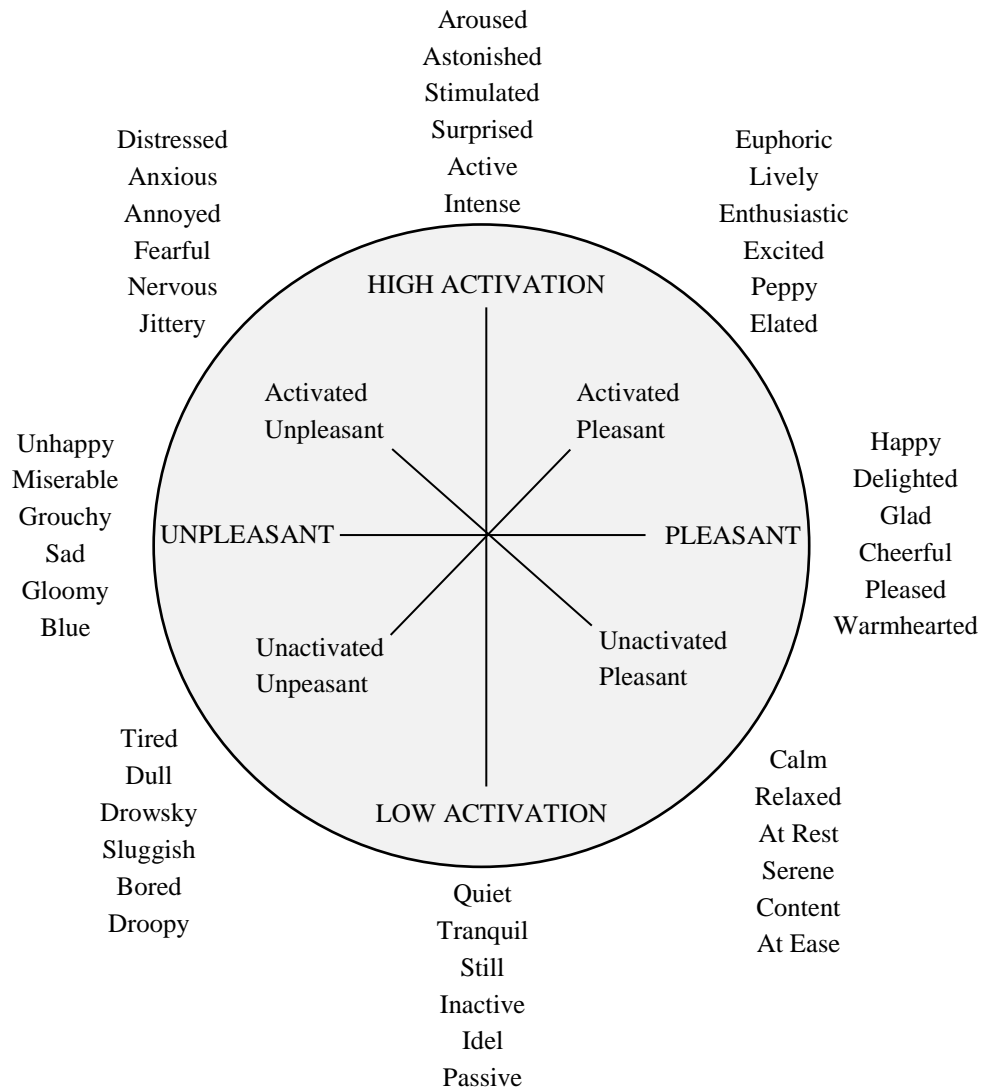 Aroused
Astonished
Stimulated
Surprised
Active
Intense
Distressed
Anxious
Annoyed
Fearful
Nervous
Jittery
Euphoric
Lively
Enthusiastic
Excited
Peppy
Elated
HIGH ACTIVATION
Activated
Unpleasant
Activated
Pleasant
Unhappy
Miserable
Grouchy
Sad
Gloomy
Blue
UNPLEASANT
PLEASANT
Happy
Delighted
Glad
Cheerful
Pleased
Warmhearted
Unactivated
Unpeasant
Unactivated
Pleasant
Tired
Dull
Drowsky
Sluggish
Bored
Droopy
LOW ACTIVATION
Calm
Relaxed
At Rest
Serene
Content
At Ease
Quiet
Tranquil
Still
Inactive
Idel
Passive